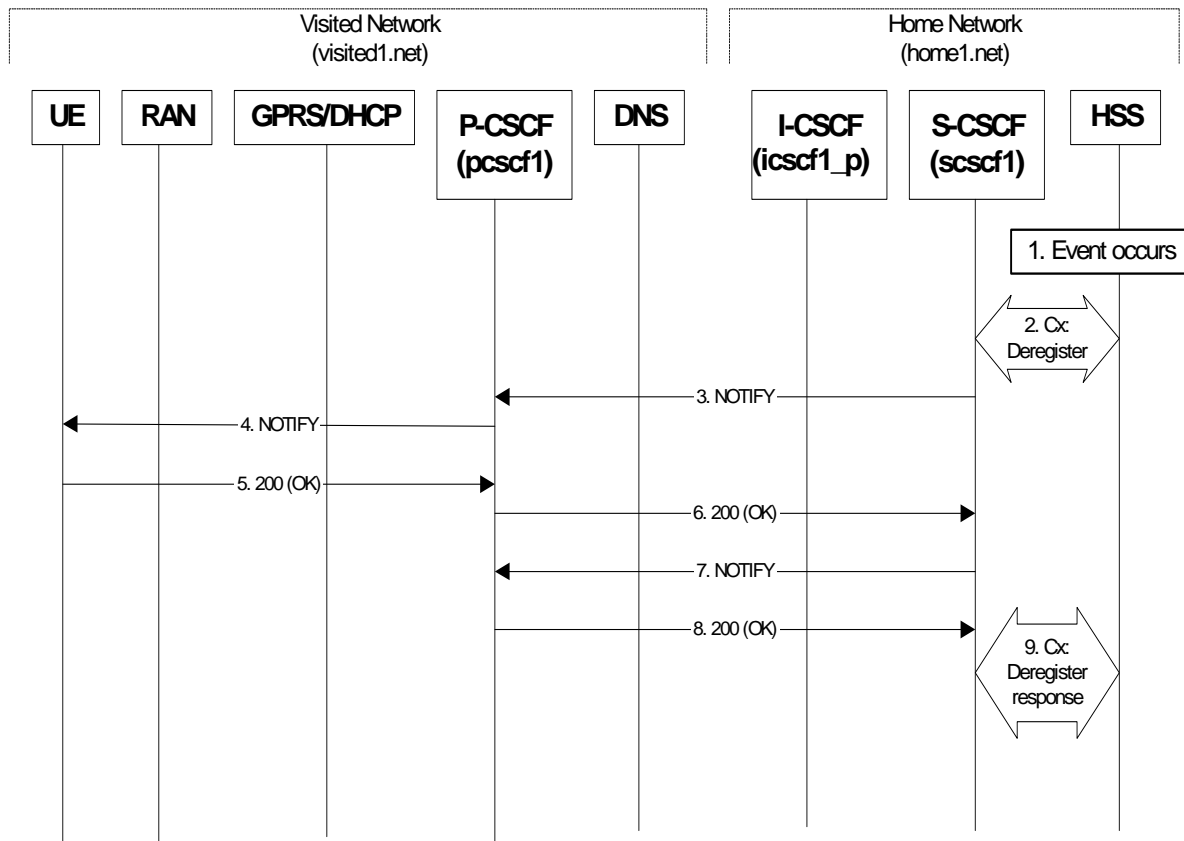 Visited Network
(visited1.net)
Home Network
(home1.net)
UE
RAN
GPRS/DHCP
P-CSCF
(pcscf1)
DNS
I-CSCF
(icscf1_p)
S-CSCF
(scscf1)
HSS
1. Event occurs
2. Cx:
Deregister
3. NOTIFY
4. NOTIFY
5. 200 (OK)
6. 200 (OK)
7. NOTIFY
8. 200 (OK)
9. Cx:
Deregister
response